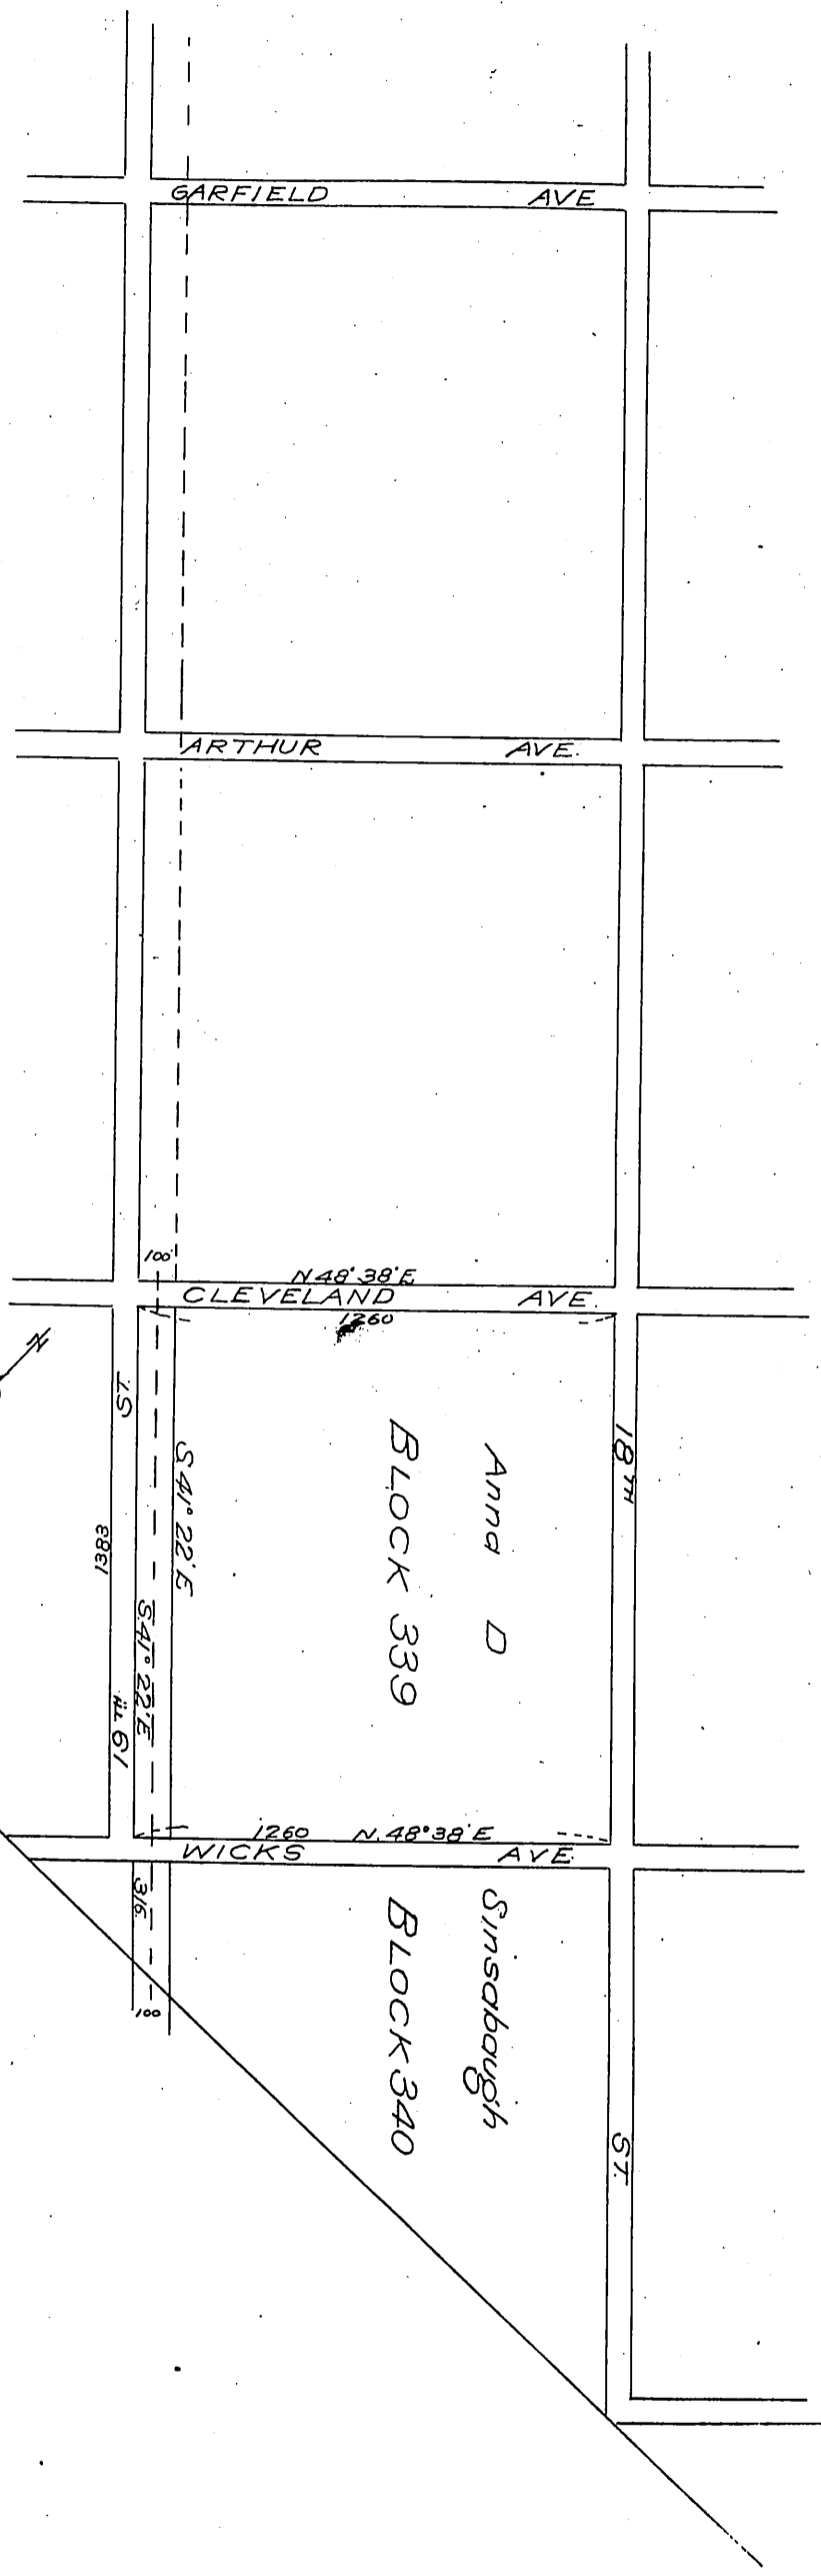 GARFIELD AVE
ARTHUR AVE.
100'
N 48° 38' E
CLEVELAND AVE.
1260
19TH ST
1383
S 41° 22' E
S.41° 22' E
Anna D
BLOCK 339
18TH ST.
1260 N. 48° 38' E
WICKS AVE
316.
100
Sinsabaugh
BLOCK 340
N